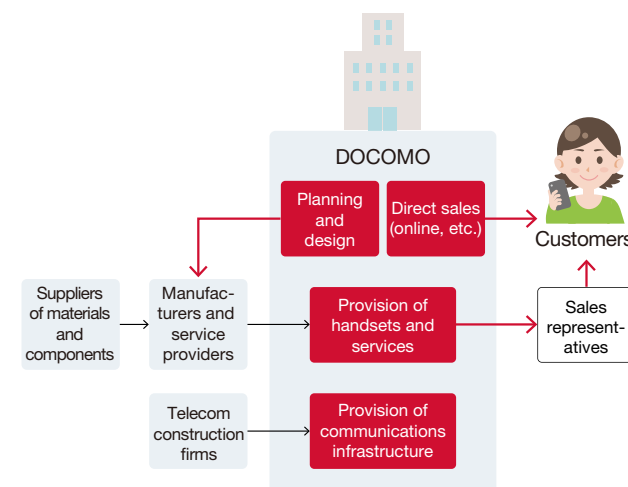 DOCOMO
Planning
and
design
Direct sales
(online, etc.)
Customers
Suppliers
of materials
and
components
Manufac-
turers and
service
providers
Provision of
handsets and
services
Sales
represent-
atives
Telecom
construction
firms
Provision of
communications
infrastructure